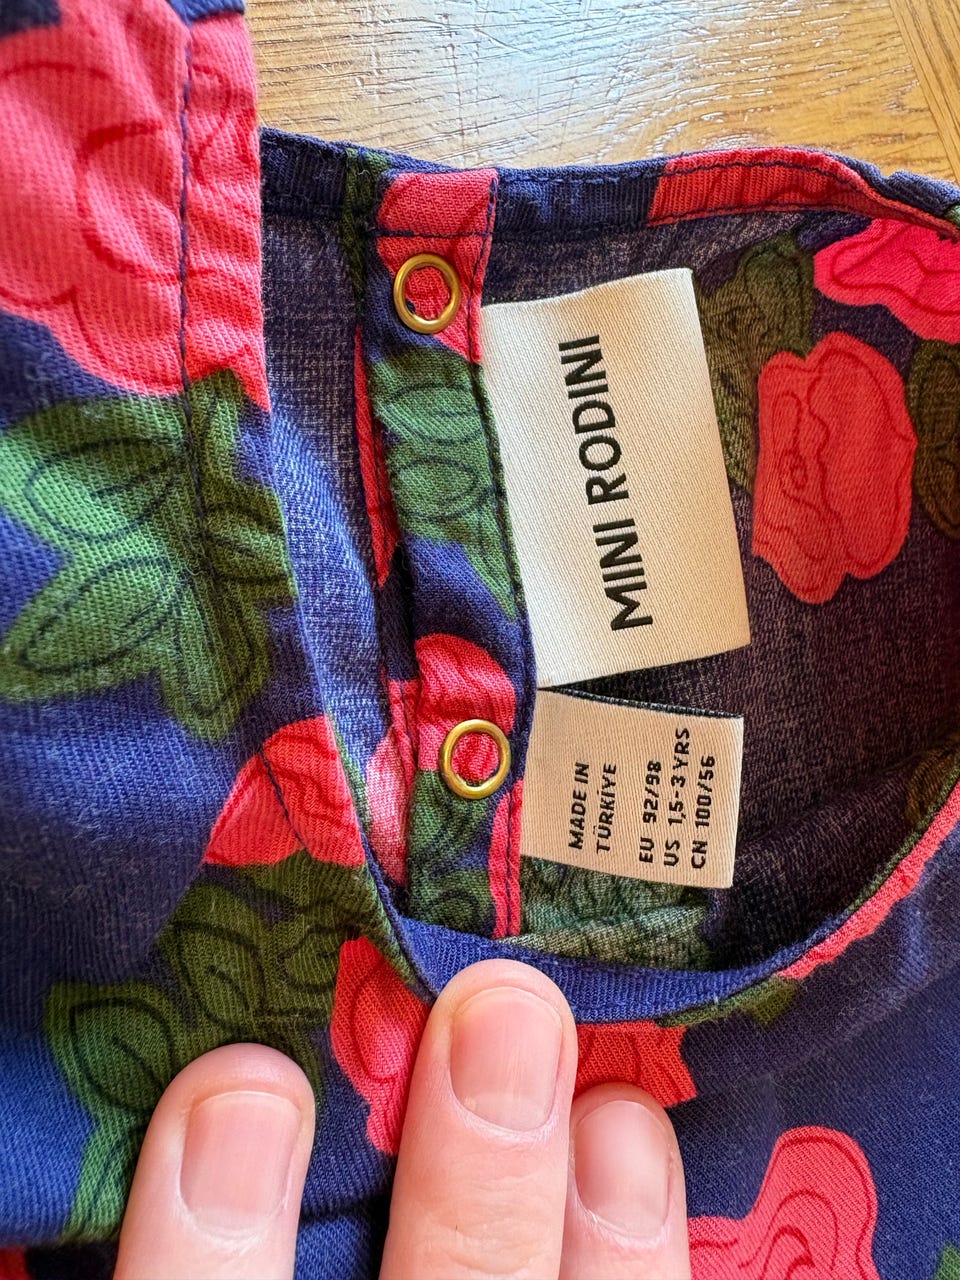 MINI RODINI
MADE IN
TÜRKİYE
EU 92/98
US 1,5-3 YRS
CN 100/56